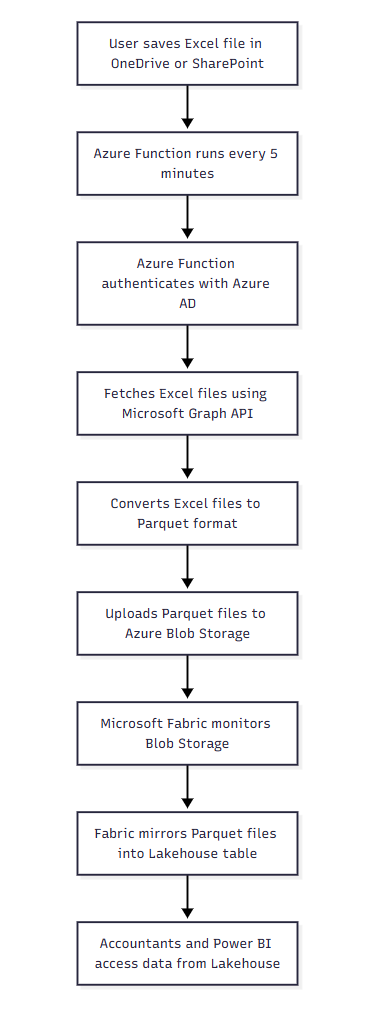 User saves Excel file in
OneDrive or SharePoint
Azure Function runs every 5
minutes
Azure Function
authenticates with Azure
AD
Fetches Excel files using
Microsoft Graph API
Converts Excel files to
Parquet format
Uploads Parquet files to
Azure Blob Storage
Microsoft Fabric monitors
Blob Storage
Fabric mirrors Parquet files
into Lakehouse table
Accountants and Power BI
access data from Lakehouse